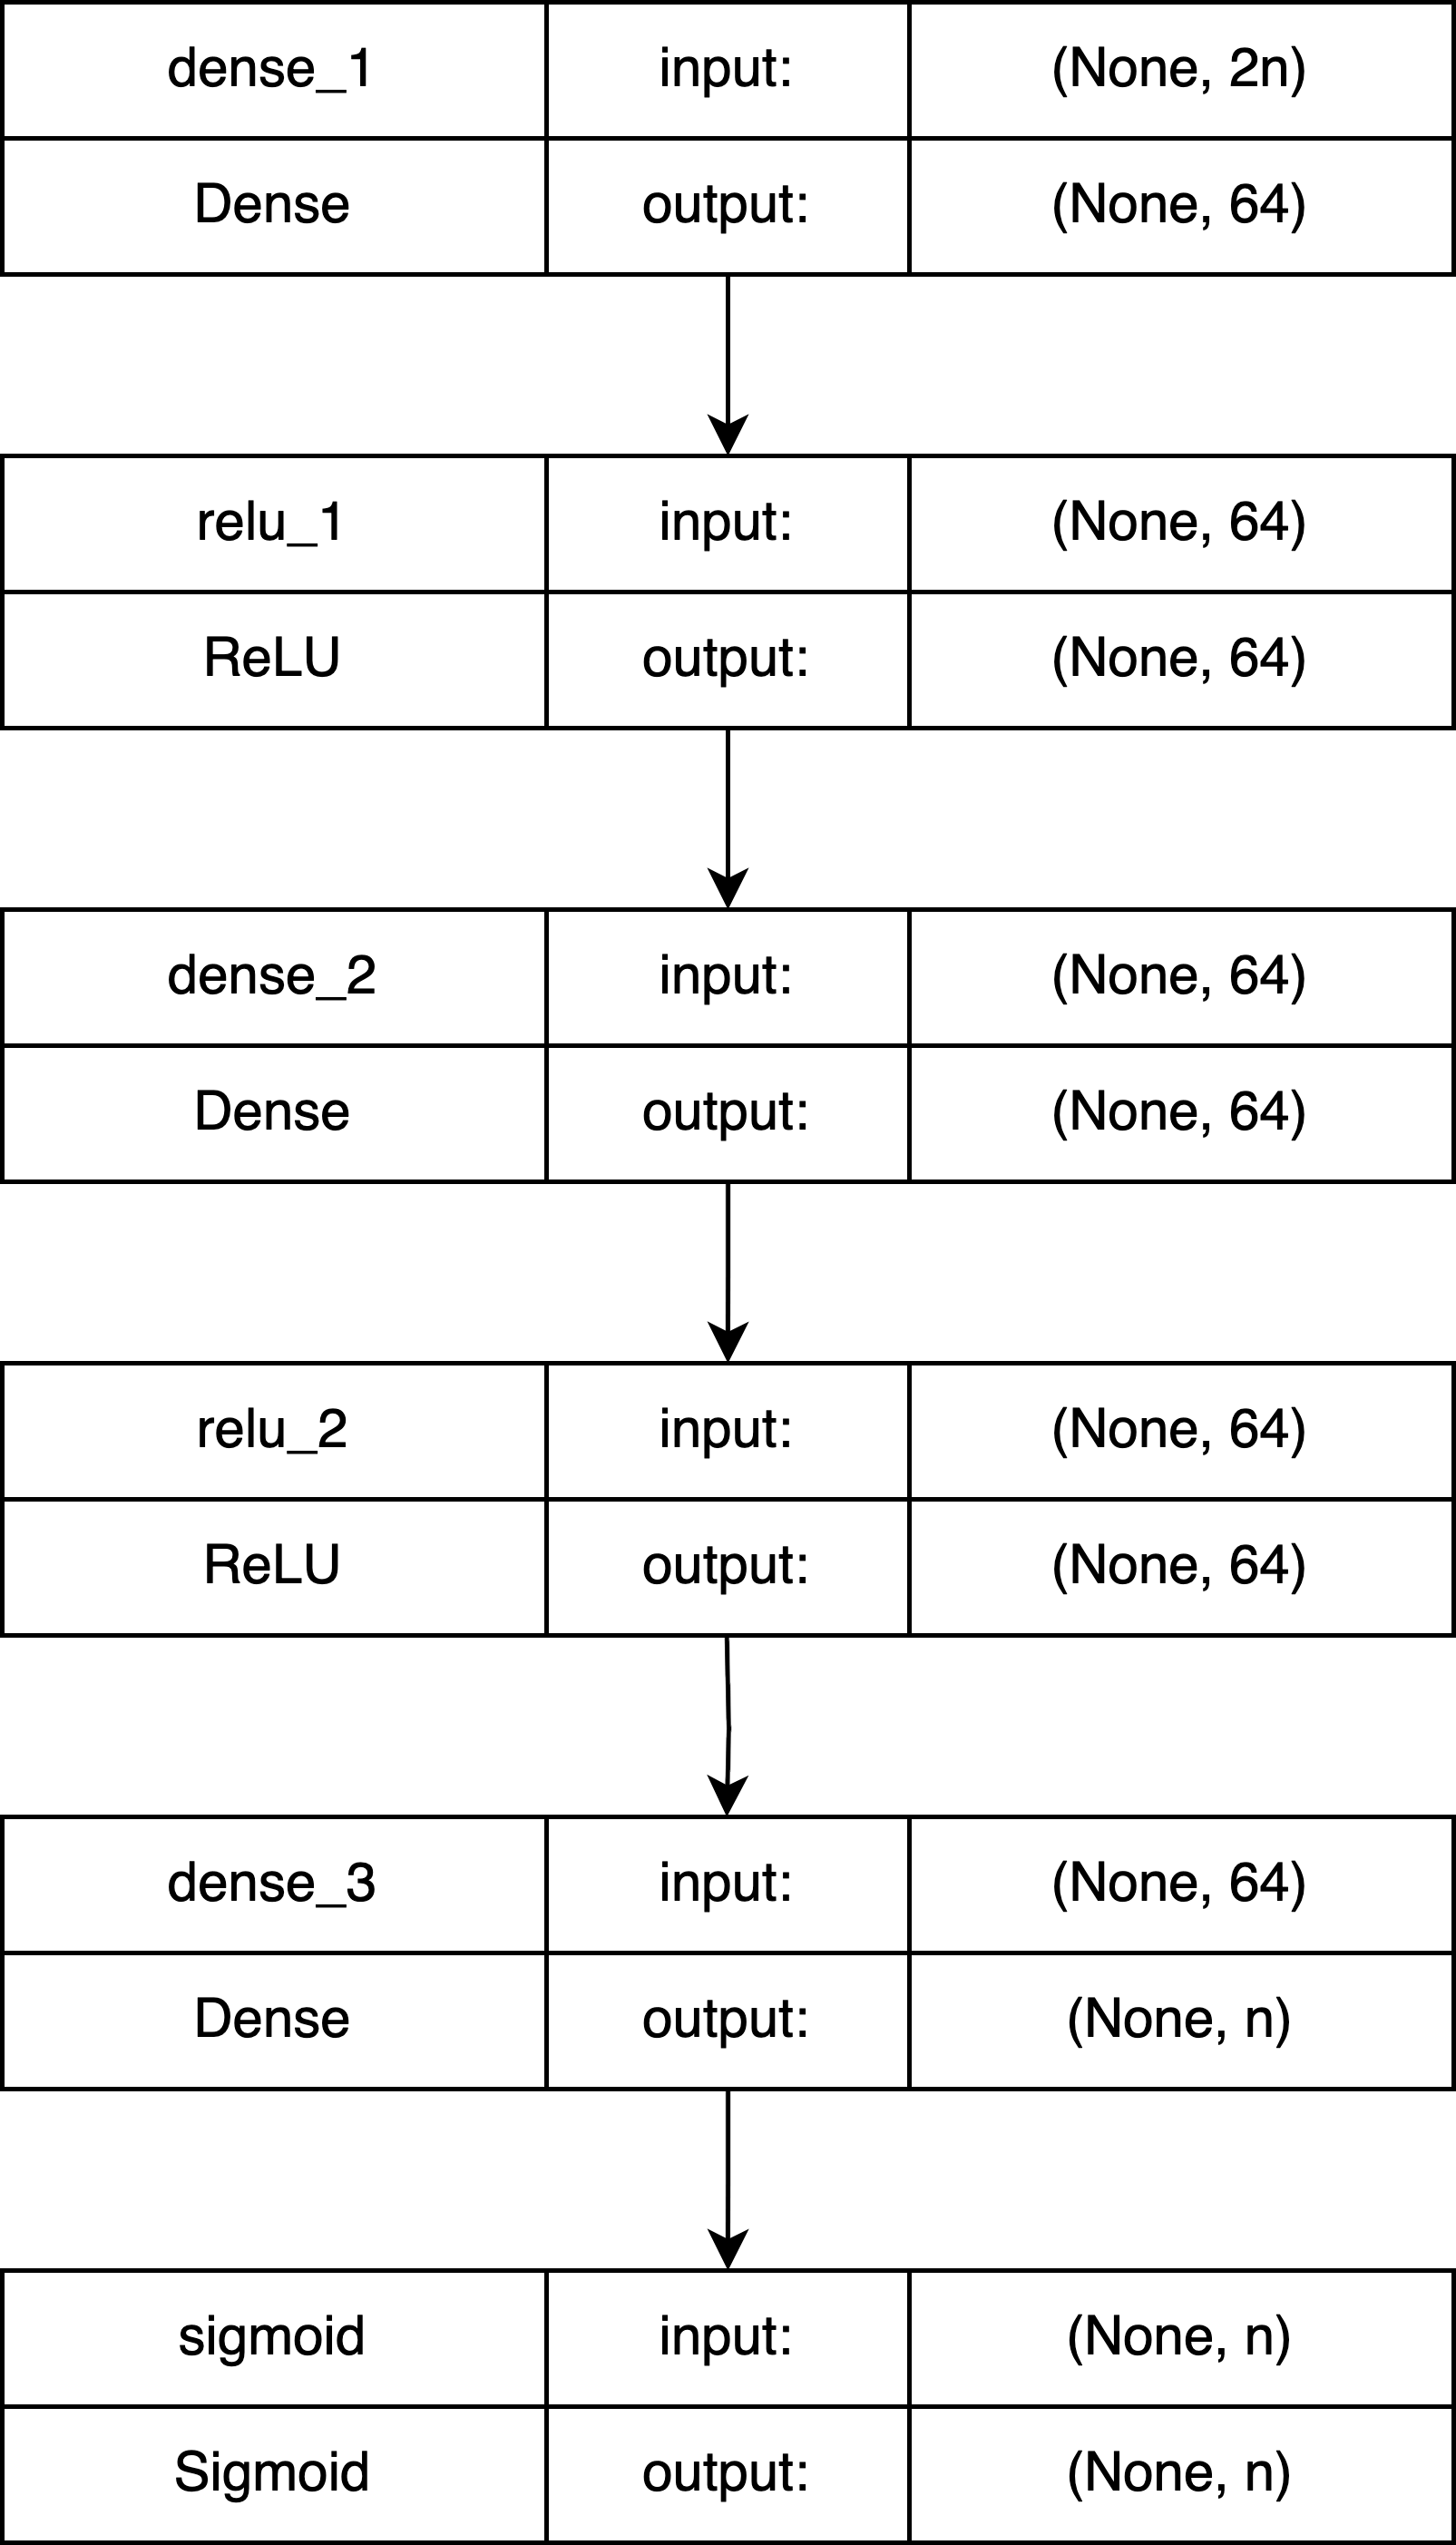 dense_1 input: (None, 2n)
Dense output: (None, 64)
relu_1 input: (None, 64)
ReLU output: (None, 64)
dense_2 input: (None, 64)
Dense output: (None, 64)
relu_2 input: (None, 64)
ReLU output: (None, 64)
dense_3 input: (None, 64)
Dense output: (None, n)
sigmoid input: (None, n)
Sigmoid output: (None, n)